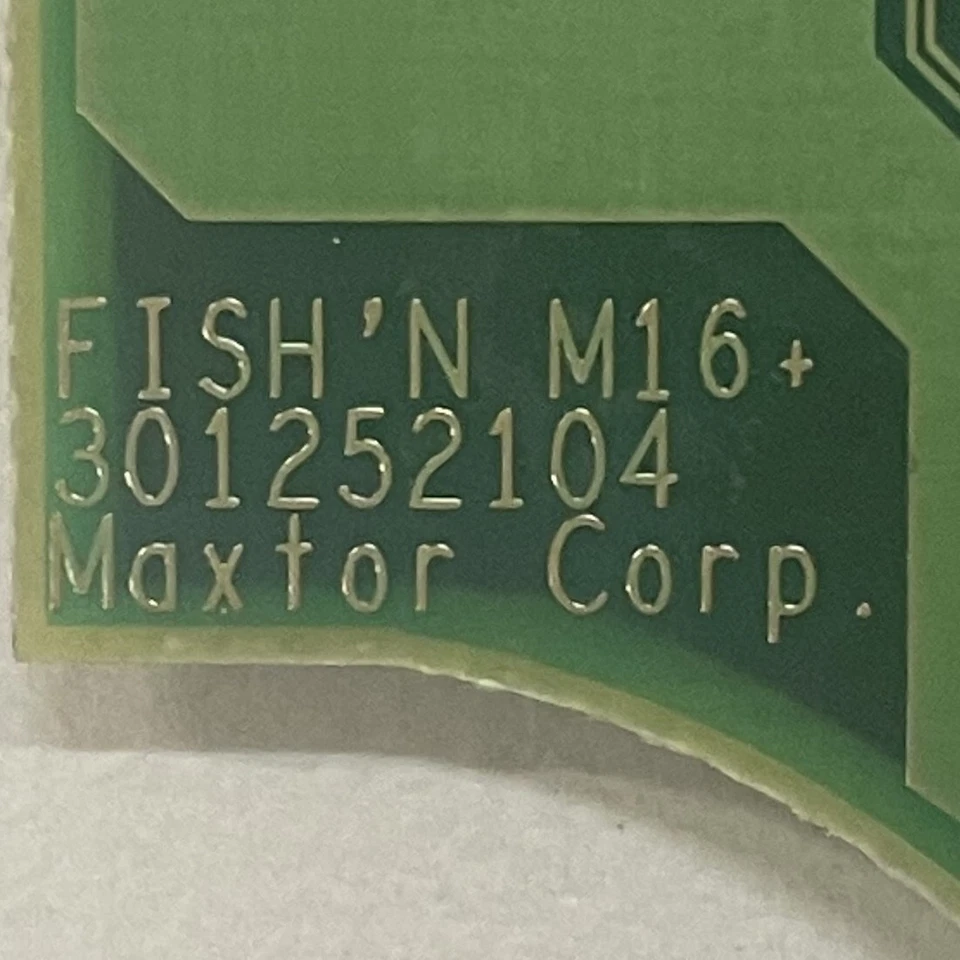 FISH'N M16+
301252104
Maxtor Corp.